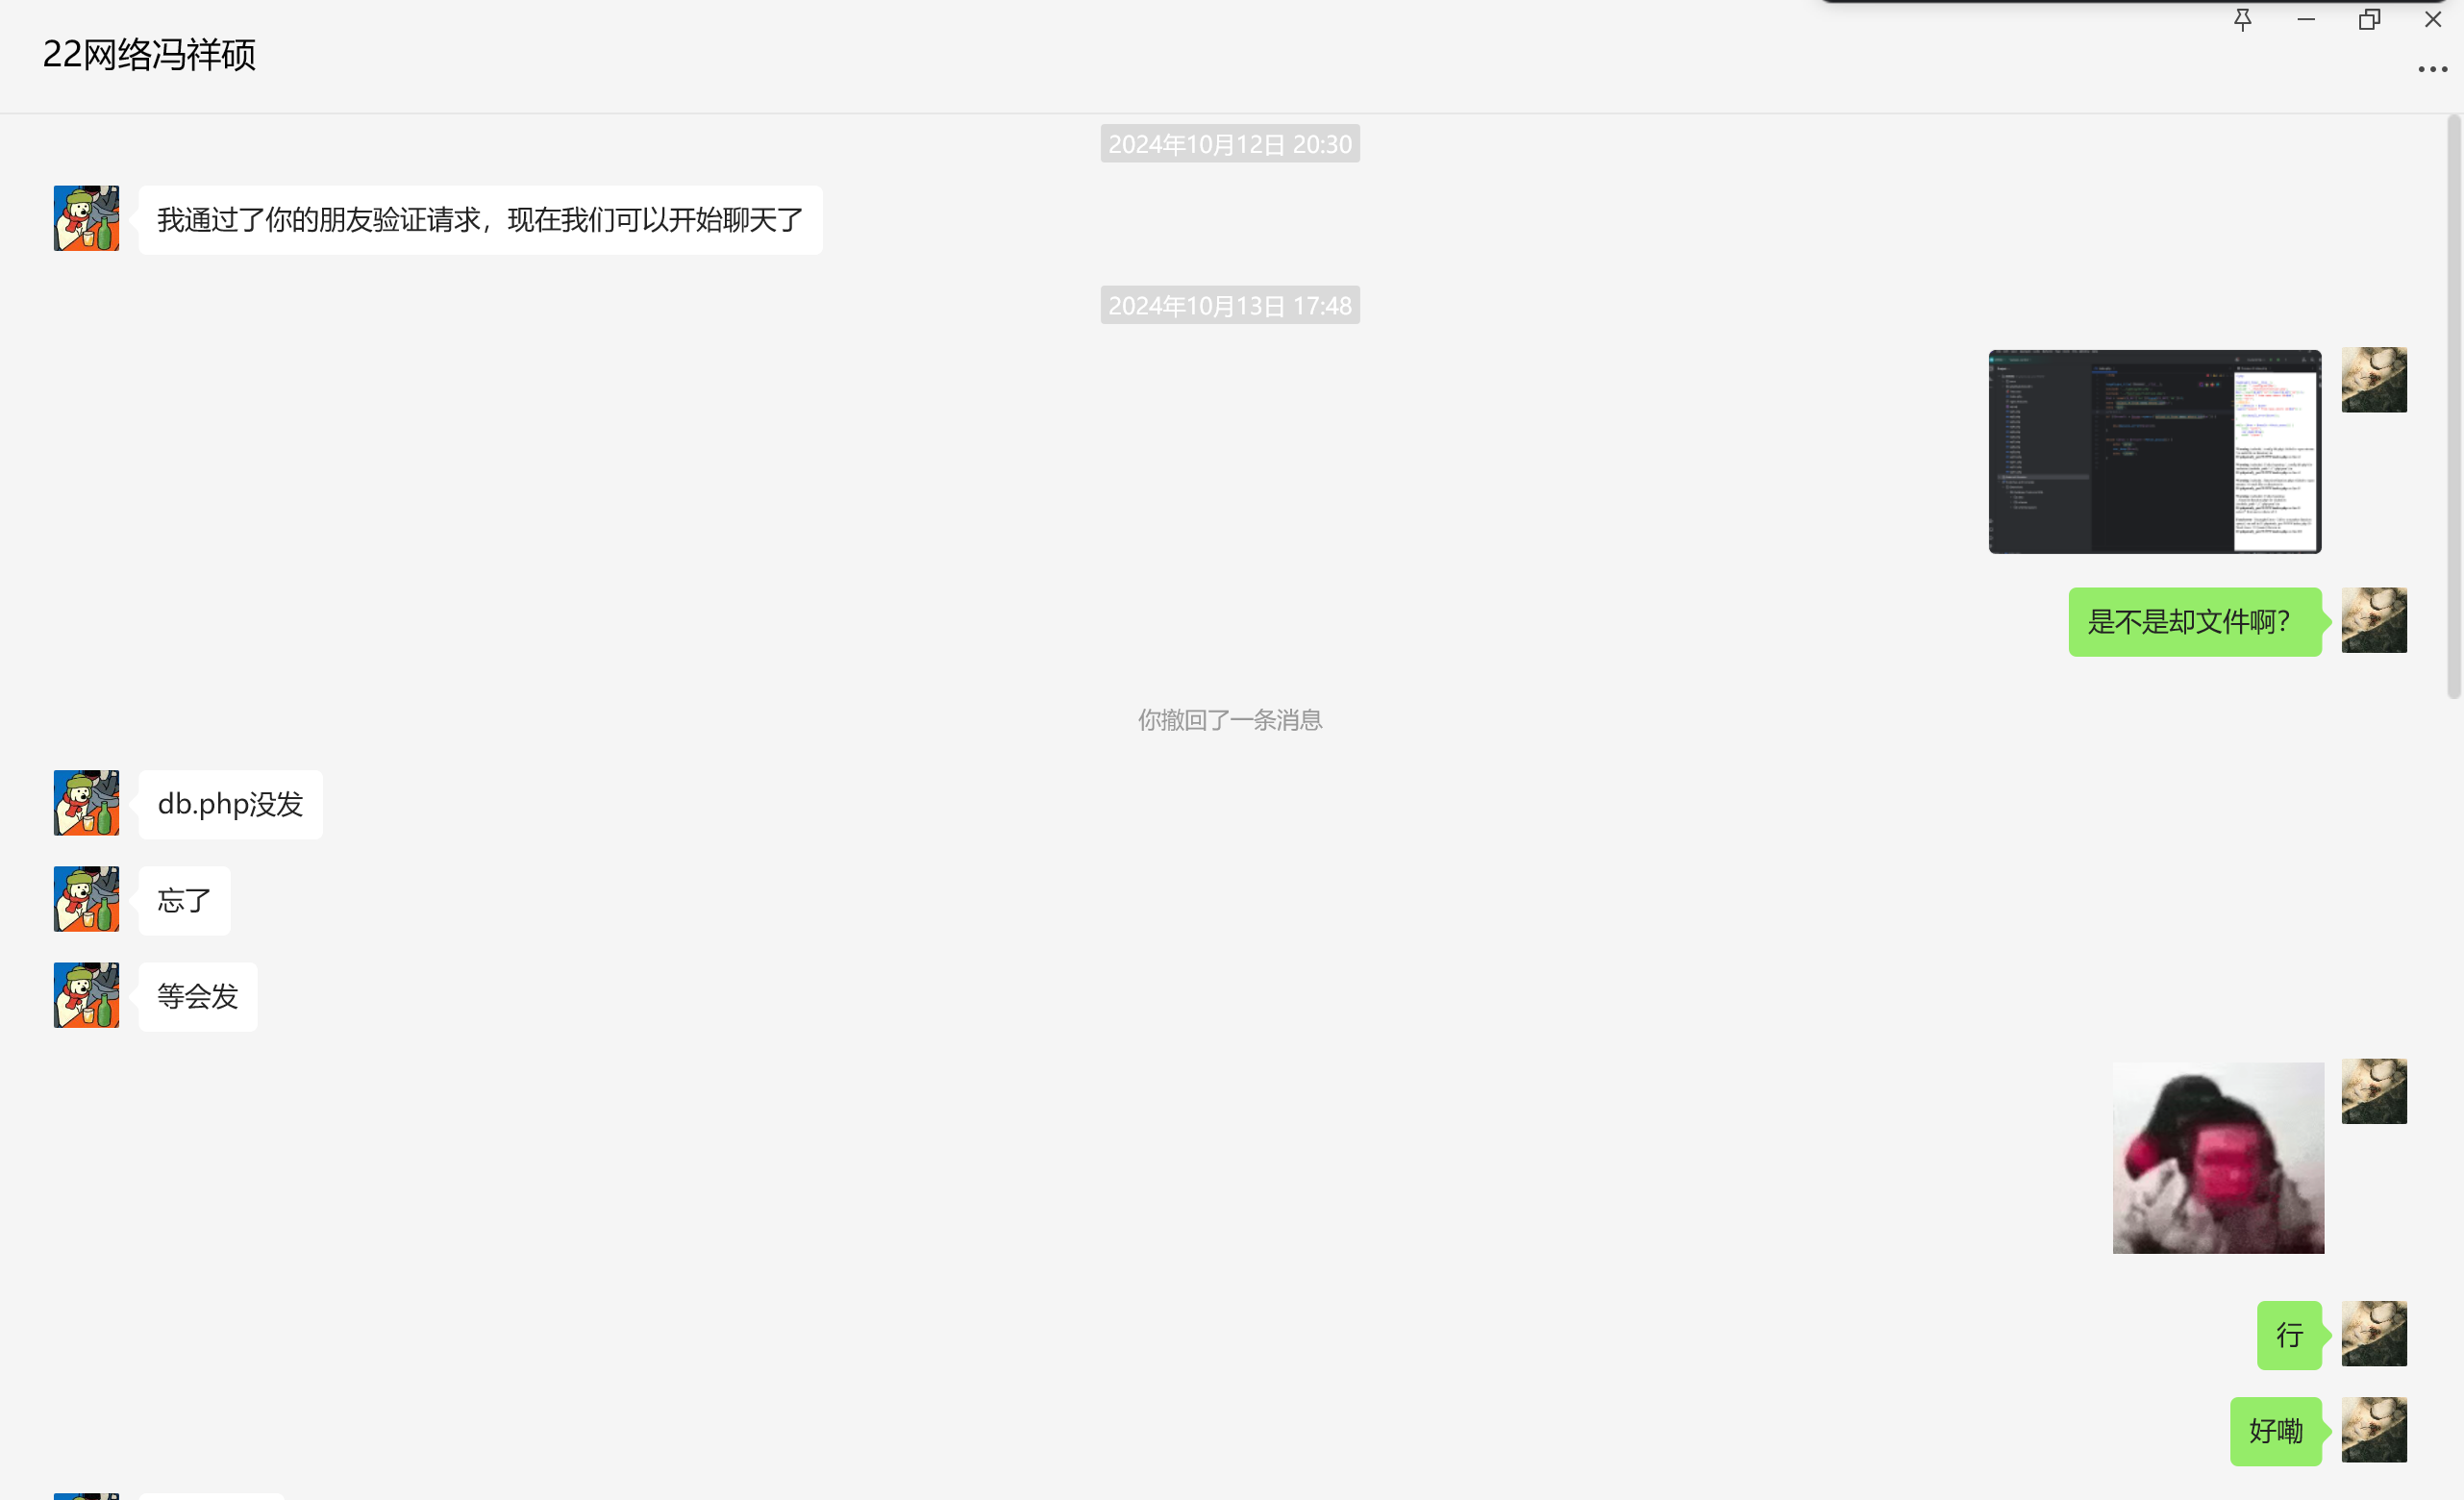 22网络冯祥硕
2024年10月12日 20:30
我通过了你的朋友验证请求，现在我们可以开始聊天了
2024年10月13日 17:48
是不是却文件啊？
你撤回了一条消息
db.php没发
忘了
等会发
行
好嘞